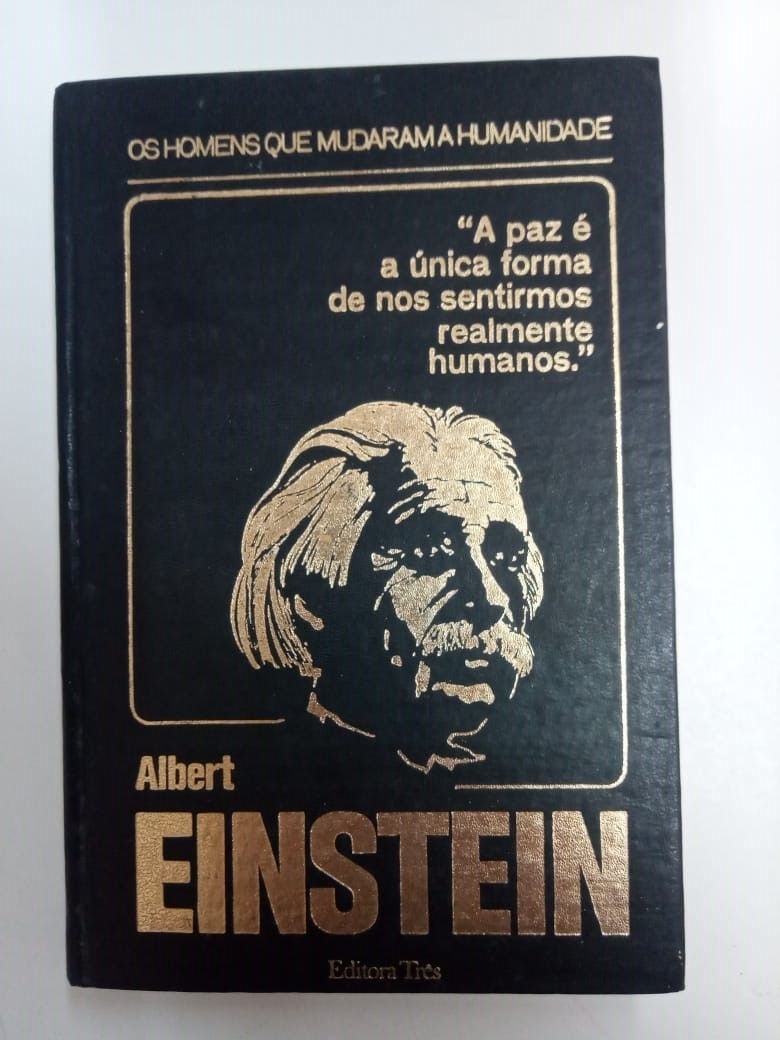 OS HOMENS QUE MUDARAM A HUMANIDADE
“A paz é
a única forma
de nos sentirmos
realmente
humanos.”
Albert
EINSTEIN
Editora Três